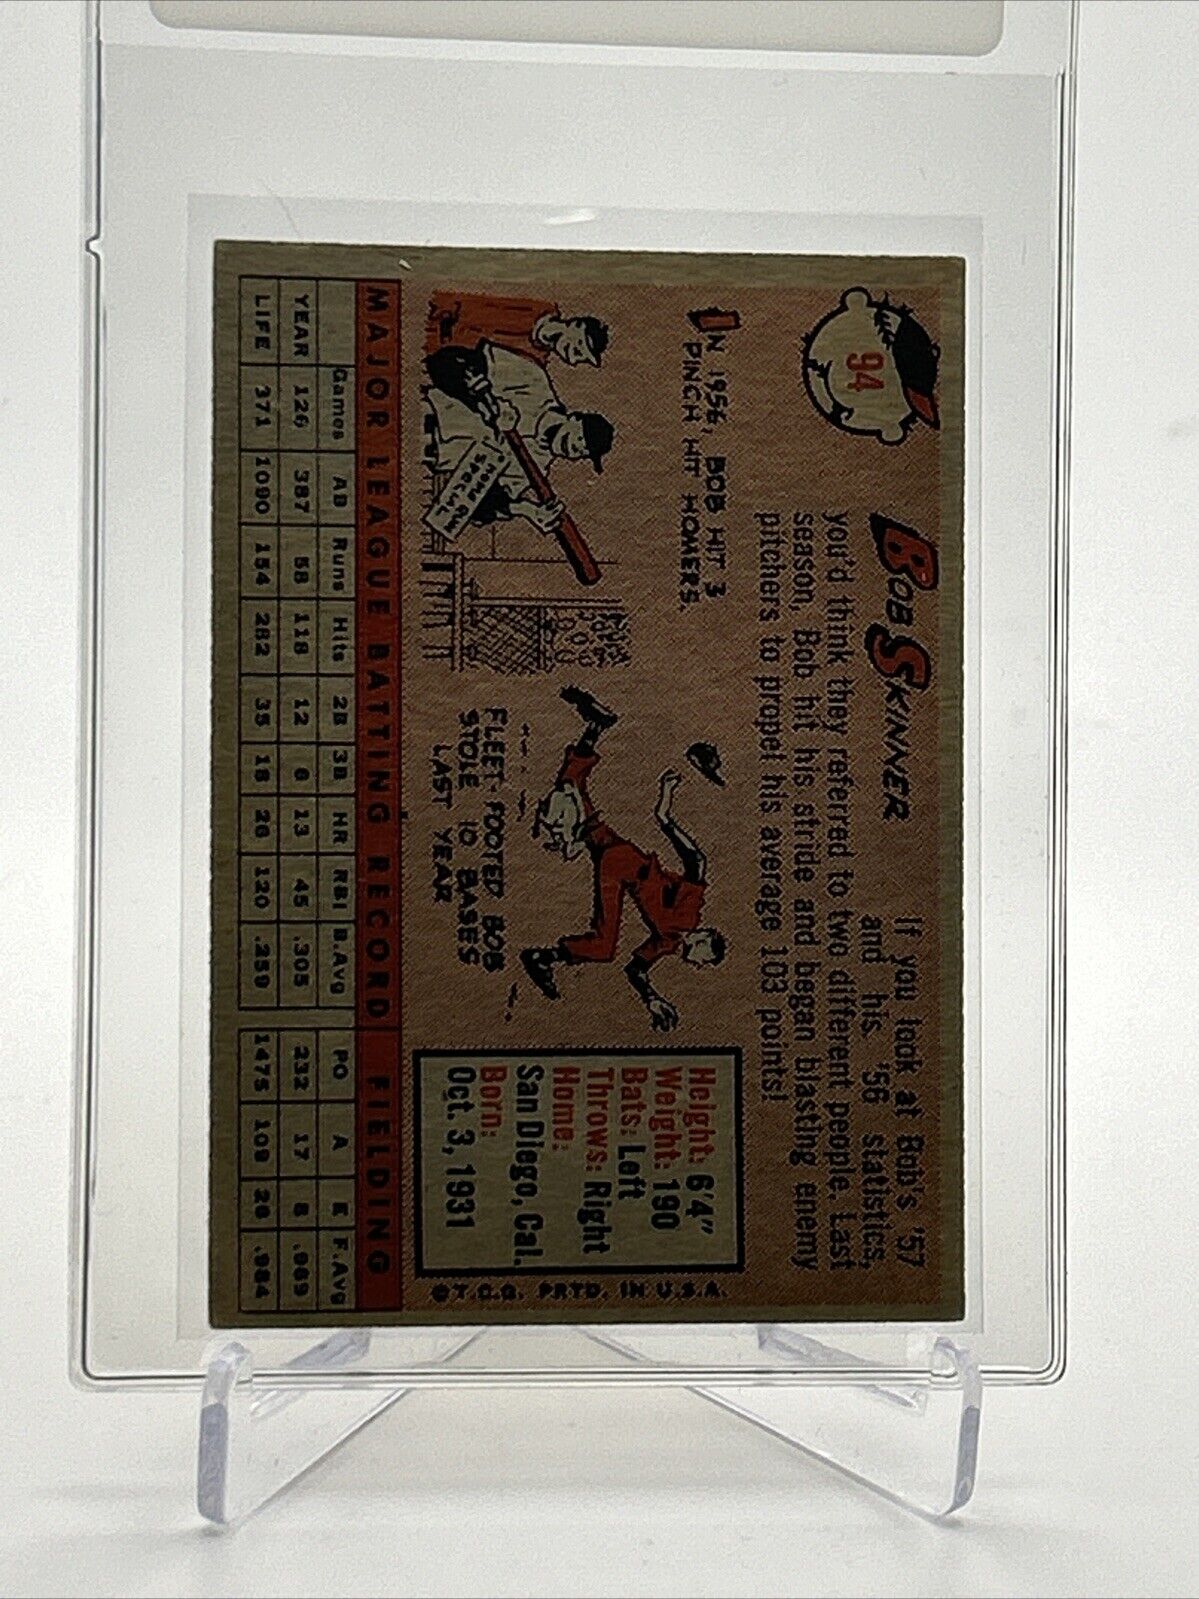 94
BOB SKINNER
If you look at Bob's '57
and his '56 statistics,
you'd think they referred to two different people. Last
season, Bob hit his stride and began blasting enemy
pitchers to propel his average 103 points!
IN 1956, BOB HIT 3
PINCH HIT HOMERS.
HOME RUN
SPECIAL
FLEET-FOOTED BOB
STOLE 10 BASES
LAST YEAR
Height: 6'4"
Weight: 190
Bats: Left
Throws: Right
Home:
San Diego, Cal.
Born:
Oct. 3, 1931
© T.C.G. PRTD. IN U.S.A.
MAJOR LEAGUE BATTING RECORD FIELDING
Games AB Runs Hits 2B 3B HR RBI B.Avg PO A E F.Avg
YEAR 126 387 58 118 12 6 13 45 .305 232 17 8 .969
LIFE 371 1090 154 282 35 18 26 120 .259 1475 108 26 .984